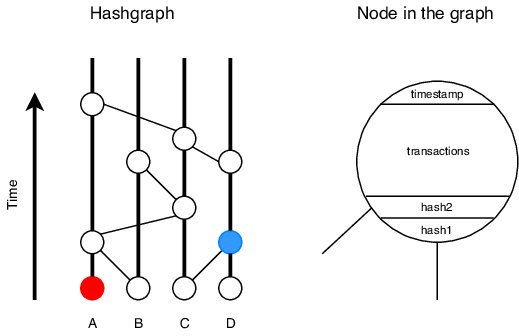 Hashgraph
Node in the graph
Time
A B C D
timestamp
transactions
hash2
hash1